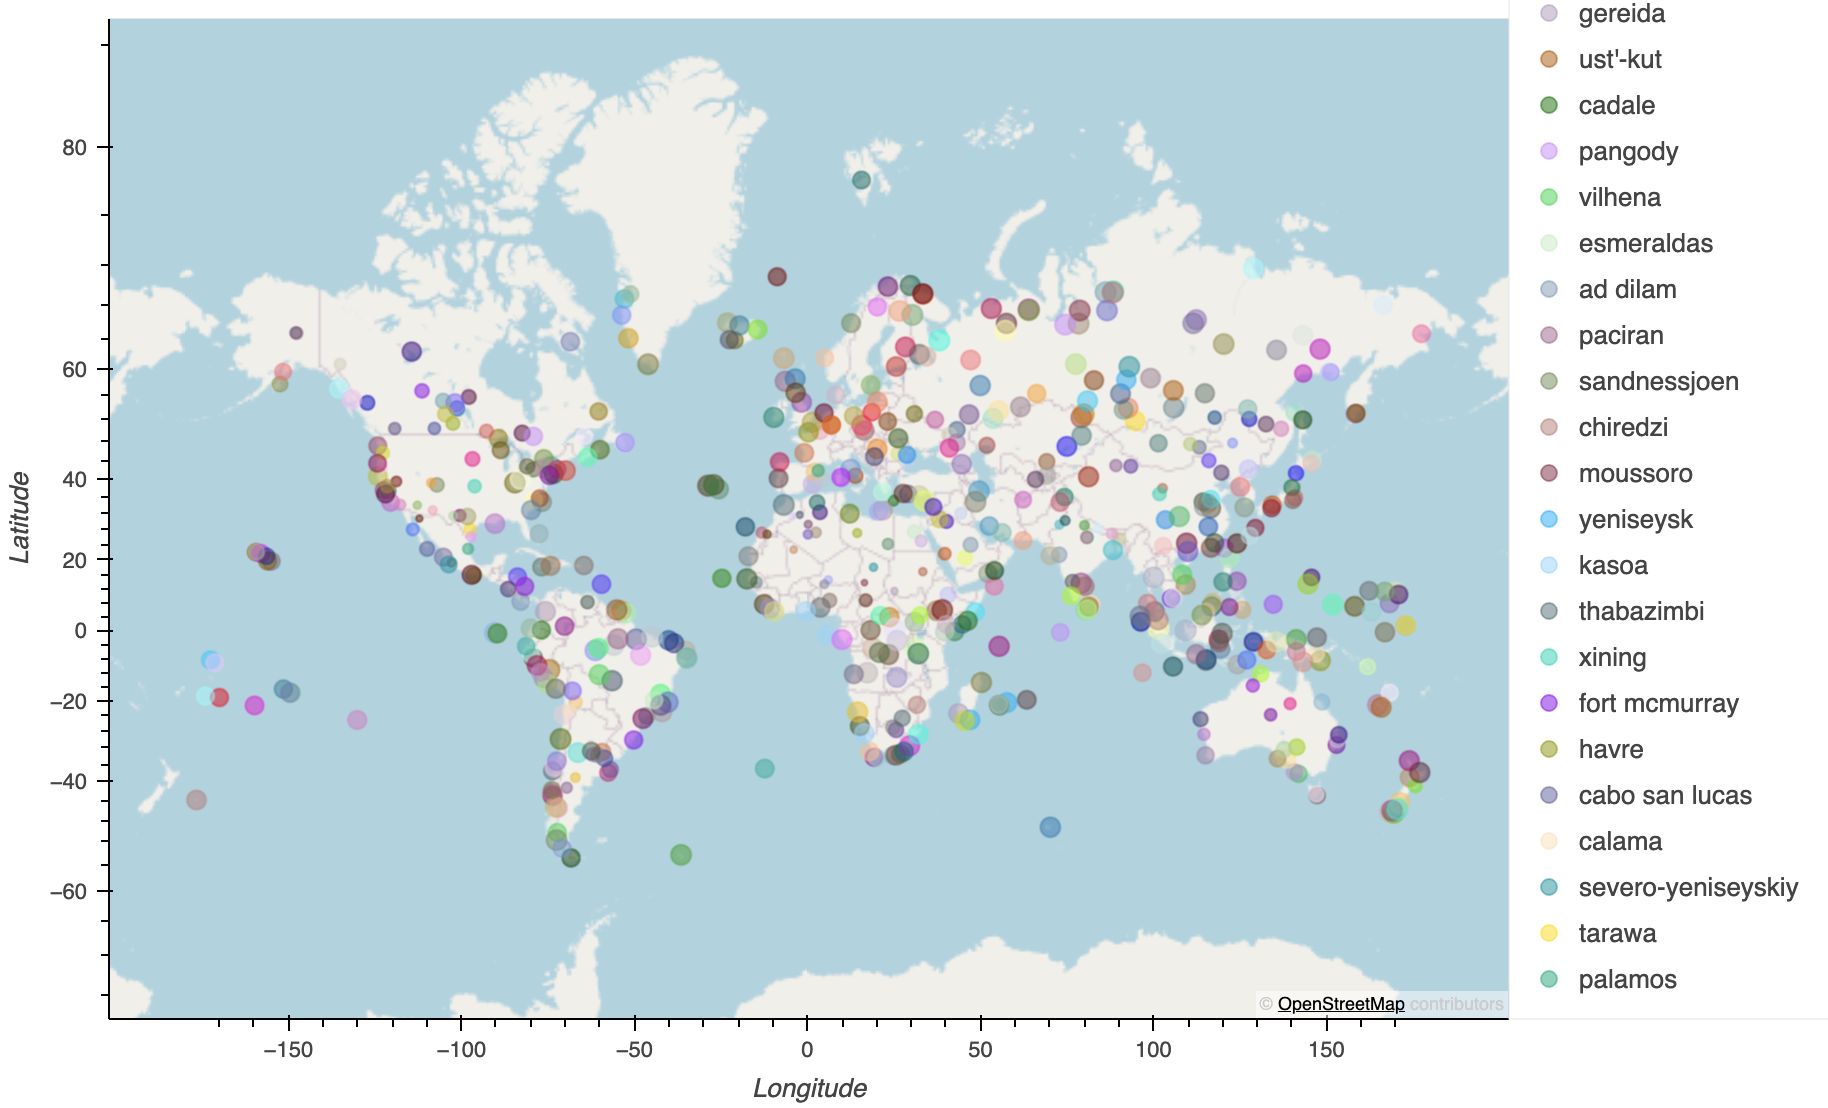 gereida
ust'-kut
cadale
pangody
vilhena
esmeraldas
ad dilam
paciran
sandnessjoen
chiredzi
moussoro
yeniseysk
kasoa
thabazimbi
xining
fort mcmurray
havre
cabo san lucas
calama
severo-yeniseyskiy
tarawa
palamos
80
60
40
20
0
−20
−40
−60
Latitude
© OpenStreetMap contributors
−150
−100
−50
0
50
100
150
Longitude